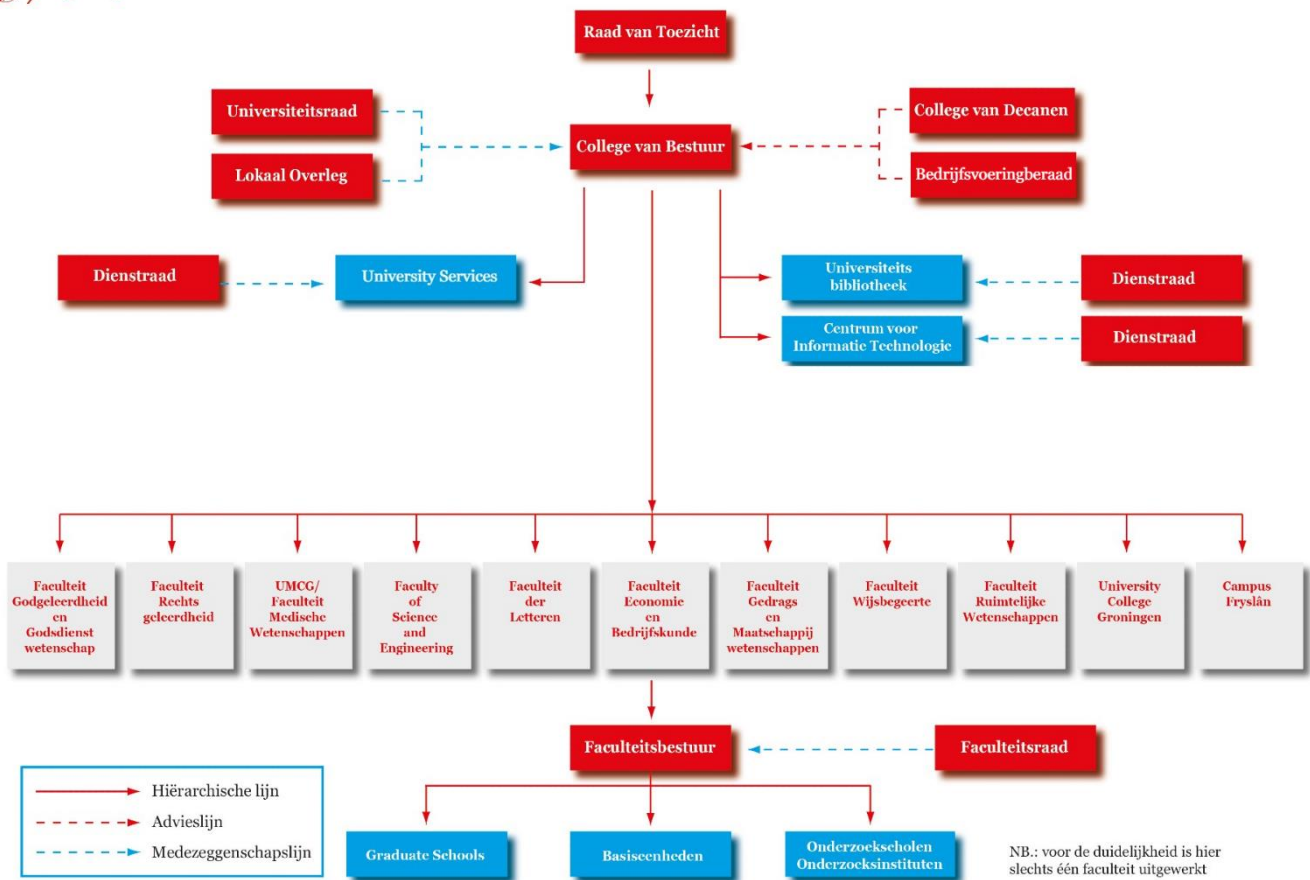 Raad van Toezicht
Universiteitsraad
College van Decanen
College van Bestuur
Lokaal Overleg
Bedrijfsvoeringberaad
Dienstraad
University Services
Universiteits
bibliotheek
Dienstraad
Centrum voor
Informatie Technologie
Dienstraad
Faculteit
Godgeleerdheid
en
Godsdienst
wetenschap
Faculteit
Rechts
geleerdheid
UMCG/
Faculteit
Medische
Wetenschappen
Faculty
of
Science
and
Engineering
Faculteit
der
Letteren
Faculteit
Economie
en
Bedrijfskunde
Faculteit
Gedrags
en
Maatschappij
wetenschappen
Faculteit
Wijsbegeerte
Faculteit
Ruimtelijke
Wetenschappen
University
College
Groningen
Campus
Fryslân
Faculteitsbestuur
Faculteitsraad
Hiërarchische lijn
Advieslijn
Medezeggenschapslijn
Graduate Schools
Basiseenheden
Onderzoekscholen
Onderzoeksinstituten
NB.: voor de duidelijkheid is hier
slechts één faculteit uitgewerkt